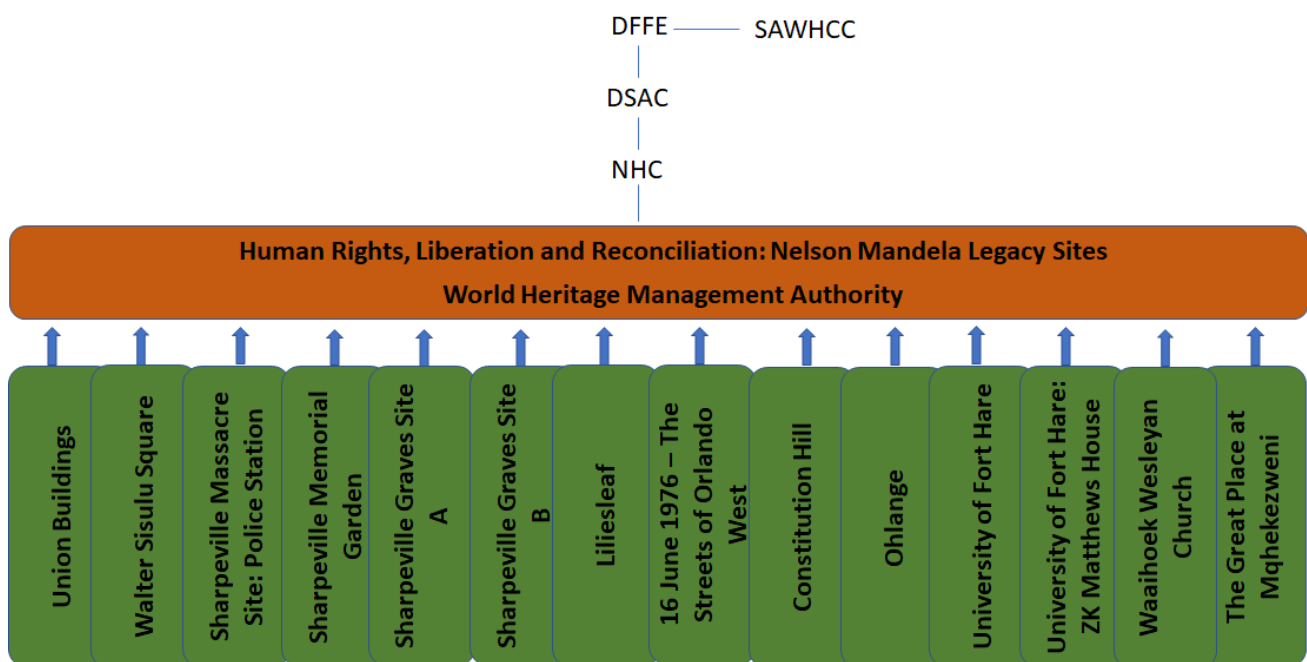 DFFE
SAWHCC
DSAC
NHC
Human Rights, Liberation and Reconciliation: Nelson Mandela Legacy Sites
World Heritage Management Authority
Union Buildings
Walter Sisulu Square
Sharpeville Massacre
Site: Police Station
Sharpeville Memorial
Garden
Sharpeville Graves Site
A
Sharpeville Graves Site
B
Liliesleaf
16 June 1976 – The
Streets of Orlando
West
Constitution Hill
Ohlange
University of Fort Hare
University of Fort Hare:
ZK Matthews House
Waaihoek Wesleyan
Church
The Great Place at
Mqhekezweni